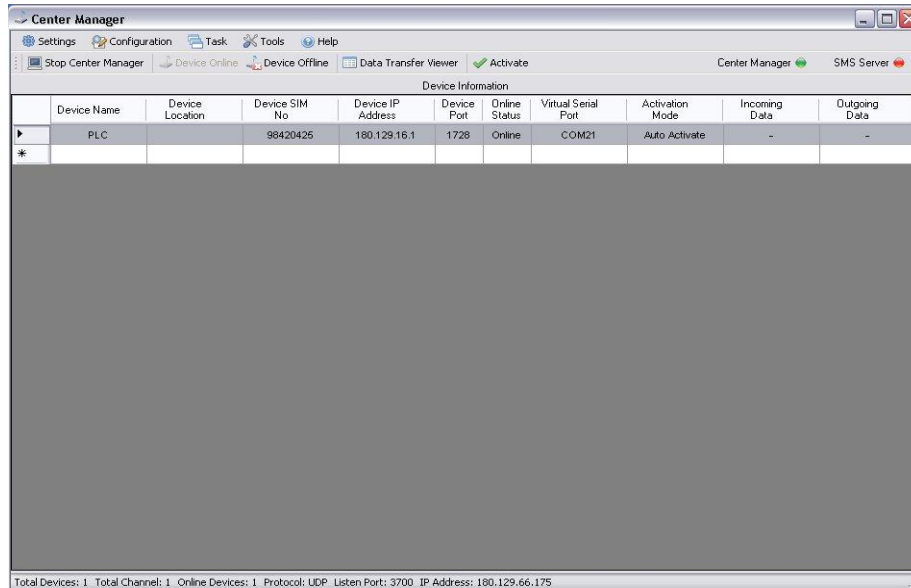 Center Manager
Settings Configuration Task Tools Help
Stop Center Manager Device Online Device Offline Data Transfer Viewer Activate Center Manager SMS Server
Device Information
Device Name Device Location Device SIM No Device IP Address Device Port Online Status Virtual Serial Port Activation Mode Incoming Data Outgoing Data
PLC 98420425 180.129.16.1 1728 Online COM21 Auto Activate - -
Total Devices: 1 Total Channel: 1 Online Devices: 1 Protocol: UDP Listen Port: 3700 IP Address: 180.129.66.175